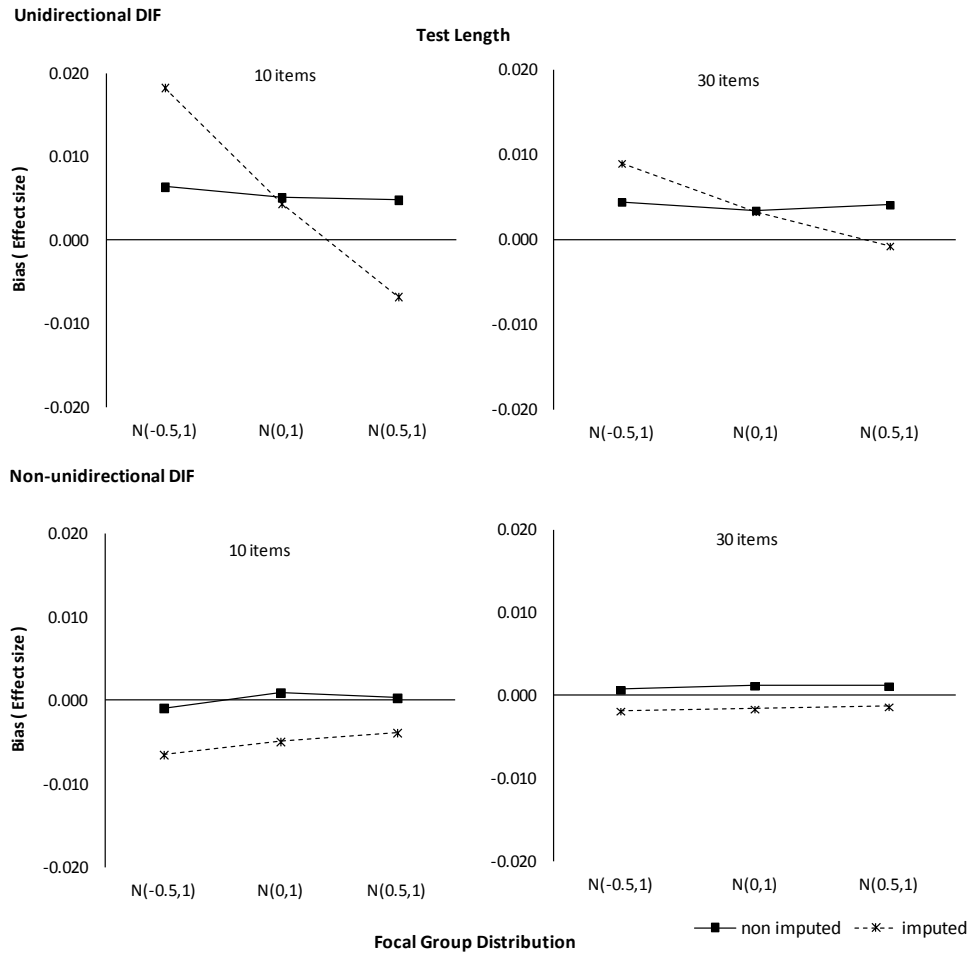 Unidirectional DIF
Test Length
10 items
30 items
0.020
0.010
0.000
-0.010
-0.020
Bias ( Effect size )
N(-0.5,1) N(0,1) N(0.5,1)
0.020
0.010
0.000
-0.010
-0.020
N(-0.5,1) N(0,1) N(0.5,1)
Non-unidirectional DIF
10 items
30 items
0.020
0.010
0.000
-0.010
-0.020
Bias ( Effect size )
N(-0.5,1) N(0,1) N(0.5,1)
0.020
0.010
0.000
-0.010
-0.020
N(-0.5,1) N(0,1) N(0.5,1)
Focal Group Distribution
non imputed imputed